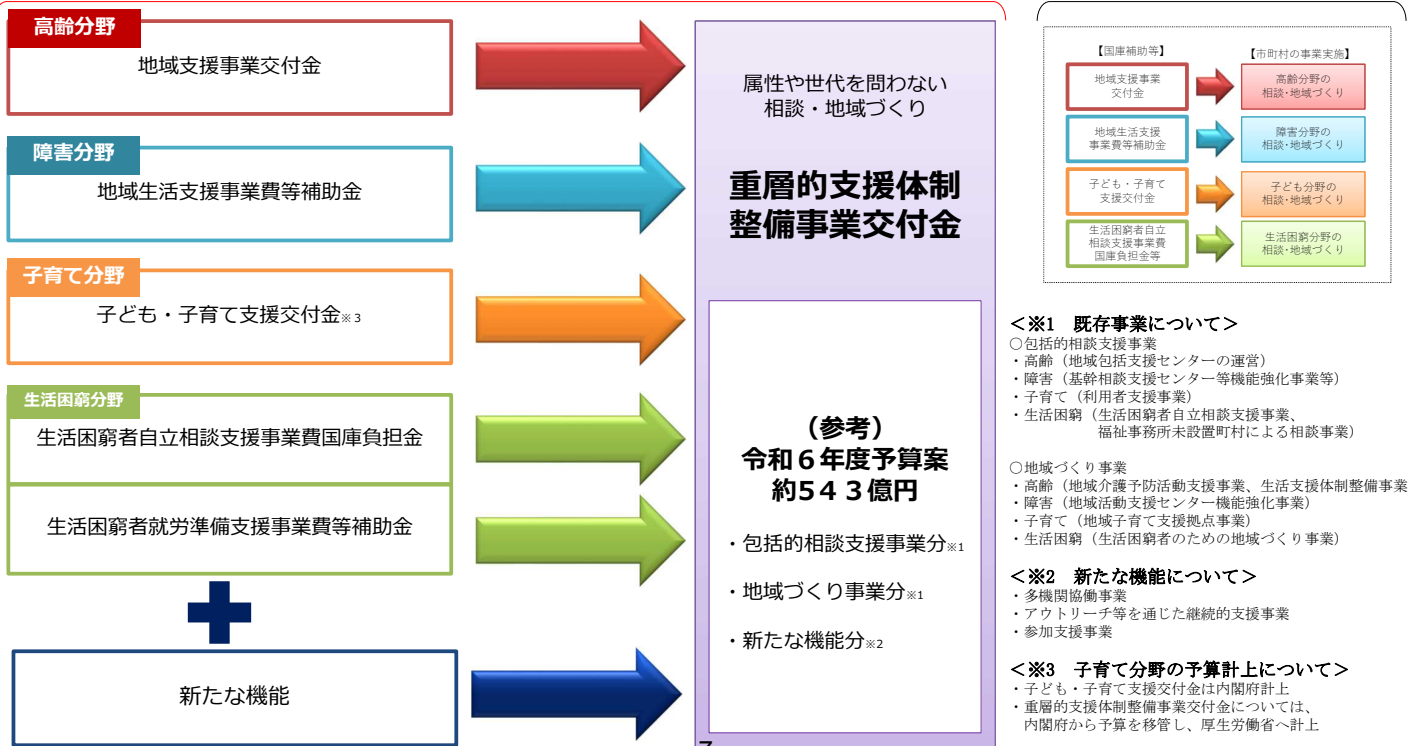 高齢分野
地域支援事業交付金
障害分野
地域生活支援事業費等補助金
子育て分野
子ども・子育て支援交付金※3
生活困窮分野
生活困窮者自立相談支援事業費国庫負担金
生活困窮者就労準備支援事業費等補助金
新たな機能
属性や世代を問わない
相談・地域づくり
重層的支援体制
整備事業交付金
(参考)
令和6年度予算案
約543億円
・包括的相談支援事業分※1
・地域づくり事業分※1
・新たな機能分※2
【国庫補助等】
【市町村の事業実施】
地域支援事業
交付金
高齢分野の
相談・地域づくり
地域生活支援
事業費等補助金
障害分野の
相談・地域づくり
子ども・子育て
支援交付金
子ども分野の
相談・地域づくり
生活困窮者自立
相談支援事業費
国庫負担金等
生活困窮分野の
相談・地域づくり
<※1 既存事業について>
○包括的相談支援事業
・高齢(地域包括支援センターの運営)
・障害(基幹相談支援センター等機能強化事業等)
・子育て(利用者支援事業)
・生活困窮(生活困窮者自立相談支援事業、
福祉事務所未設置町村による相談事業)
○地域づくり事業
・高齢(地域介護予防活動支援事業、生活支援体制整備事業
・障害(地域活動支援センター機能強化事業)
・子育て(地域子育て支援拠点事業)
・生活困窮(生活困窮者のための地域づくり事業)
<※2 新たな機能について>
・多機関協働事業
・アウトリーチ等を通じた継続的支援事業
・参加支援事業
<※3 子育て分野の予算計上について>
・子ども・子育て支援交付金は内閣府計上
・重層的支援体制整備事業交付金については、
内閣府から予算を移管し、厚生労働省へ計上